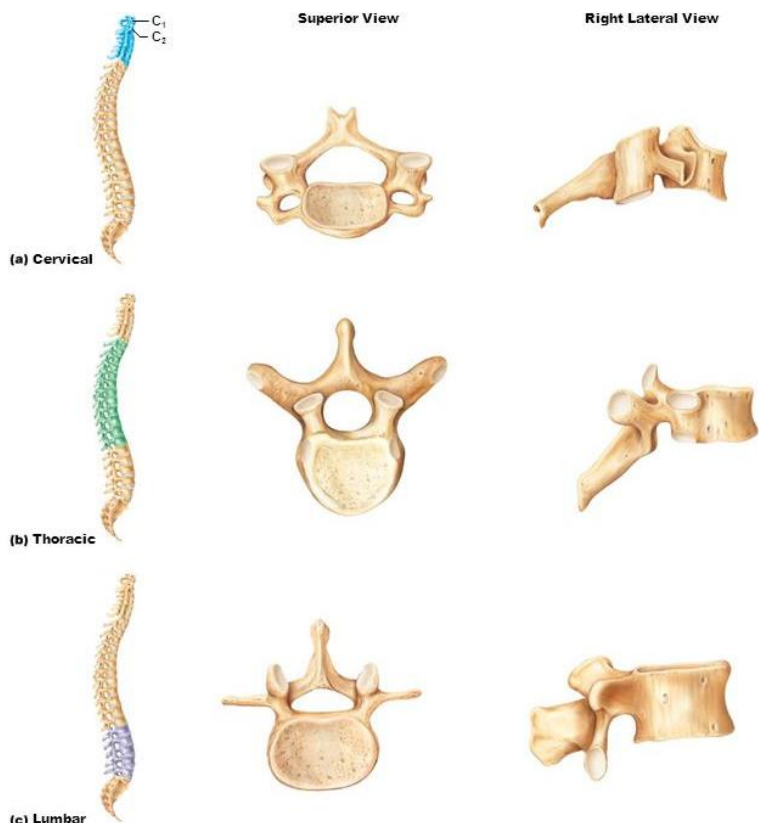 Superior View
Right Lateral View
C₁
C₂
(a) Cervical
(b) Thoracic
(c) Lumbar